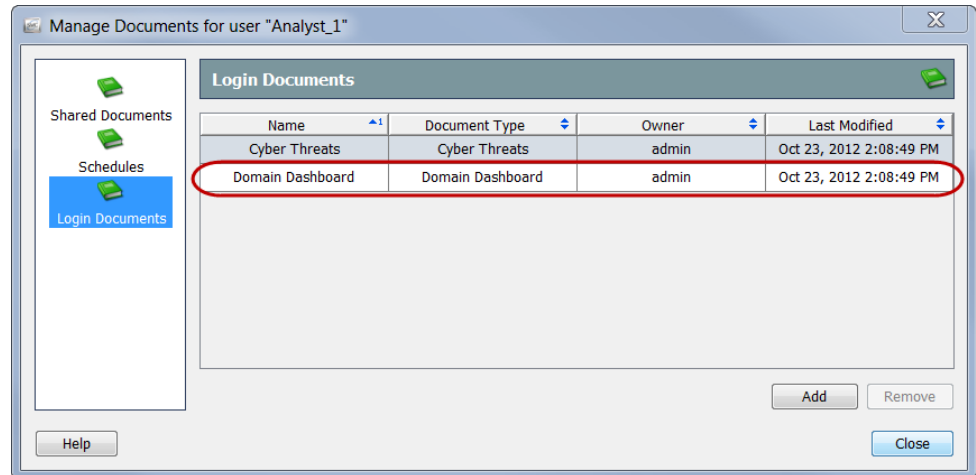 Manage Documents for user "Analyst_1"
Shared Documents
Schedules
Login Documents
Login Documents
Name 1 Document Type Owner Last Modified
Cyber Threats Cyber Threats admin Oct 23, 2012 2:08:49 PM
Domain Dashboard Domain Dashboard admin Oct 23, 2012 2:08:49 PM
Add Remove
Help Close